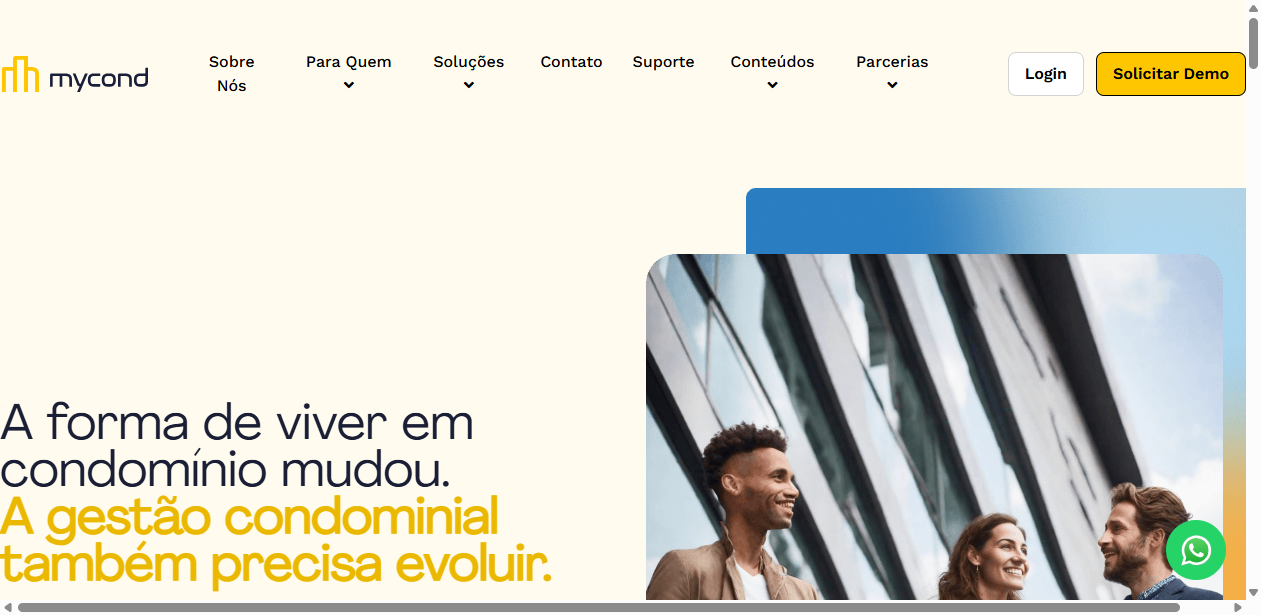 mycond
Sobre
Nós
Para Quem
Soluções
Contato
Suporte
Conteúdos
Parcerias
Login
Solicitar Demo
A forma de viver em
condomínio mudou.
A gestão condominial
também precisa evoluir.